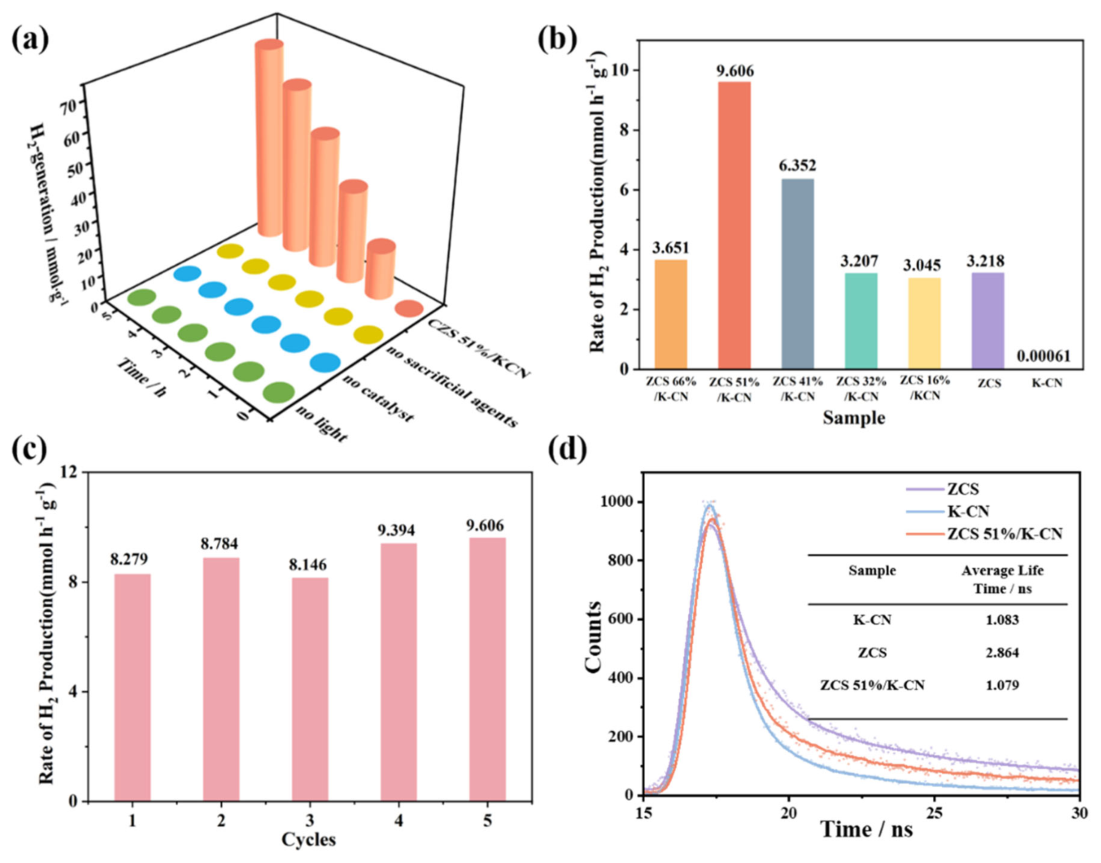 (a)
H2-generation / mmol·g-1
70
60
50
40
30
20
10
0
5
4
3
2
1
0
Time / h
CZS 51%/KCN
no sacrificial agents
no catalyst
no light
(b)
Rate of H2 Production(mmol h-1 g-1)
10
8
6
4
2
0
3.651
9.606
6.352
3.207
3.045
3.218
0.00061
ZCS 66% ZCS 51% ZCS 41% ZCS 32% ZCS 16% ZCS K-CN
/K-CN /K-CN /K-CN /K-CN /KCN
Sample
(c)
Rate of H2 Production(mmol h-1 g-1)
12
8
4
0
8.279
8.784
8.146
9.394
9.606
1 2 3 4 5
Cycles
(d)
Counts
1000
800
600
400
200
0
ZCS
K-CN
ZCS 51%/K-CN
Sample Average Life
Time / ns
K-CN 1.083
ZCS 2.864
ZCS 51%/K-CN 1.079
15 20 25 30
Time / ns